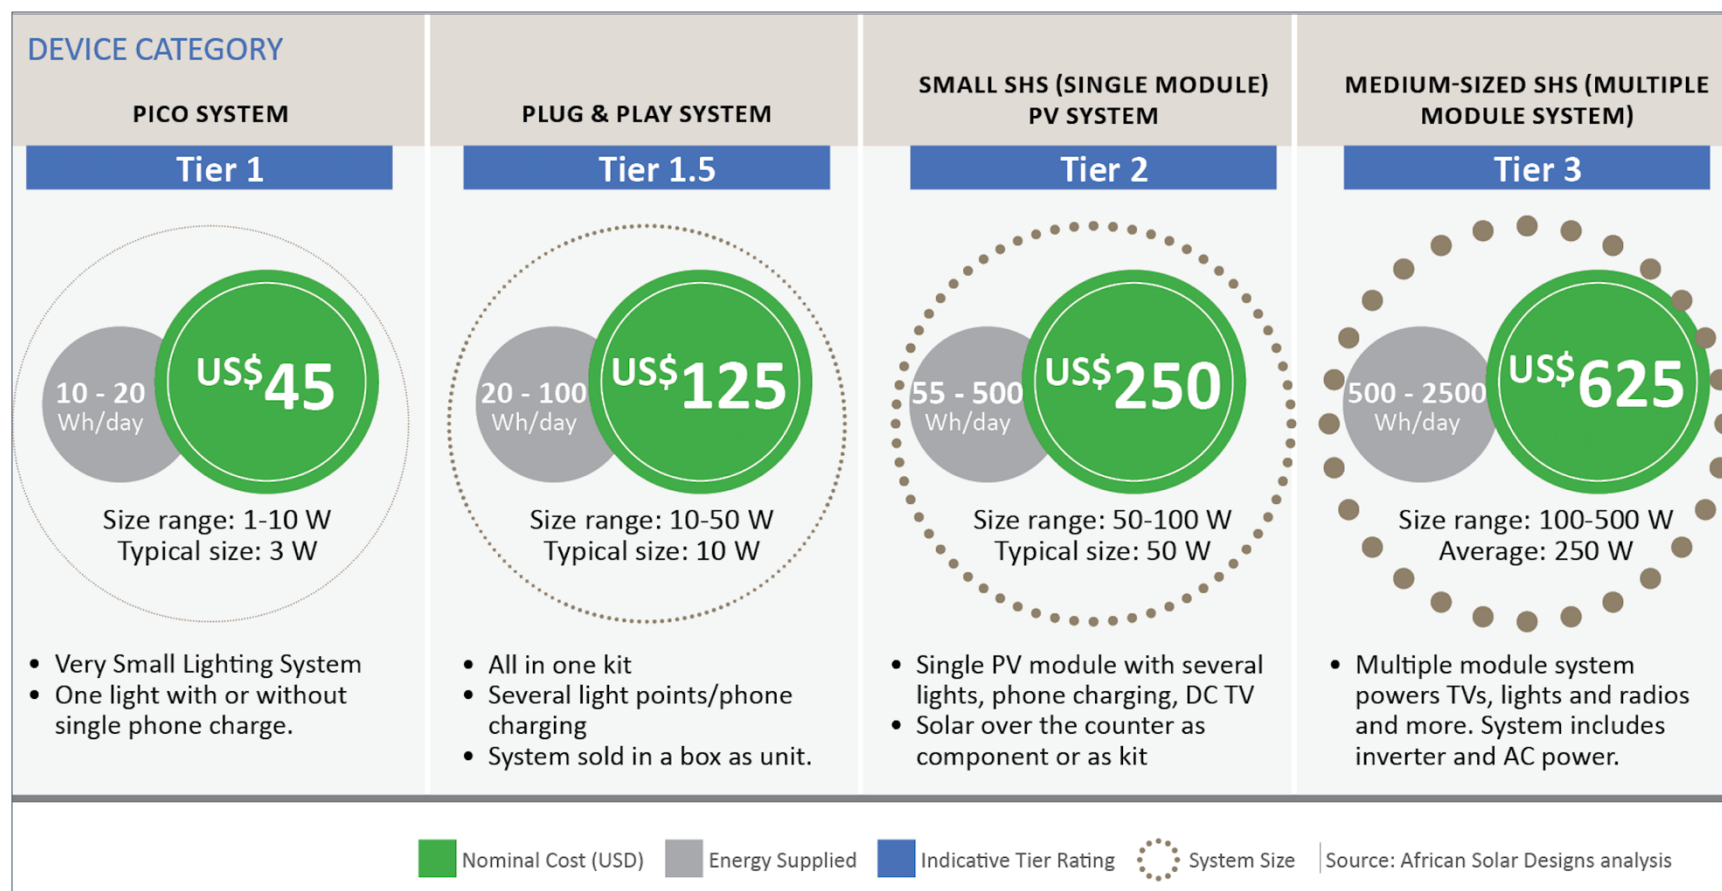 DEVICE CATEGORY
PICO SYSTEM
Tier 1
10 - 20
Wh/day
US$45
Size range: 1-10 W
Typical size: 3 W
• Very Small Lighting System
• One light with or without
single phone charge.
PLUG & PLAY SYSTEM
Tier 1.5
20 - 100
Wh/day
US$125
Size range: 10-50 W
Typical size: 10 W
• All in one kit
• Several light points/phone
charging
• System sold in a box as unit.
SMALL SHS (SINGLE MODULE)
PV SYSTEM
Tier 2
55 - 500
Wh/day
US$250
Size range: 50-100 W
Typical size: 50 W
• Single PV module with several
lights, phone charging, DC TV
• Solar over the counter as
component or as kit
MEDIUM-SIZED SHS (MULTIPLE
MODULE SYSTEM)
Tier 3
500 - 2500
Wh/day
US$625
Size range: 100-500 W
Average: 250 W
• Multiple module system
powers TVs, lights and radios
and more. System includes
inverter and AC power.
Nominal Cost (USD)
Energy Supplied
Indicative Tier Rating
System Size
Source: African Solar Designs analysis